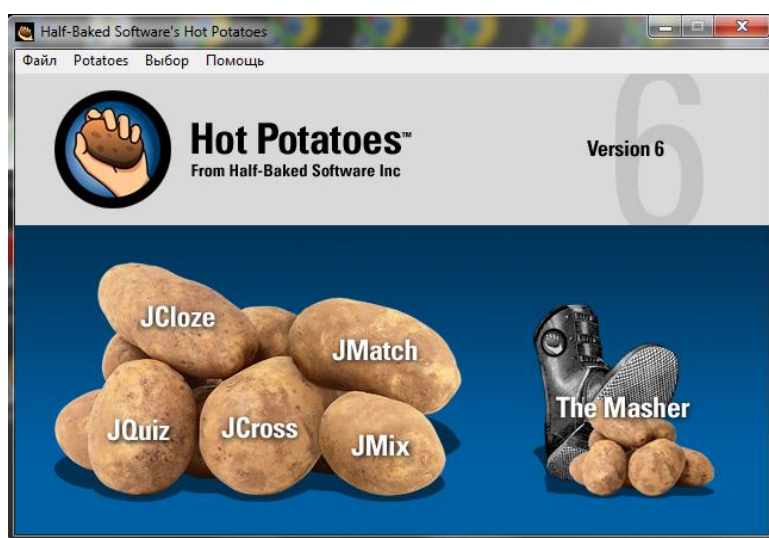 Half-Baked Software's Hot Potatoes
Файл Potatoes Выбор Помощь
Hot Potatoes™
From Half-Baked Software Inc
Version 6
6
JCloze
JMatch
JQuiz
JCross
JMix
The Masher